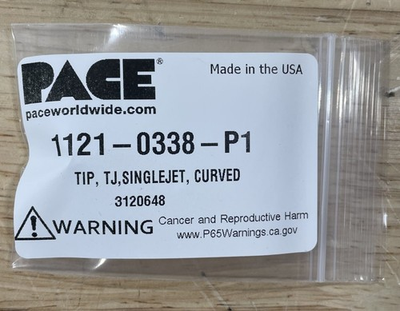 PACE®
Made in the USA
paceworldwide.com
1121-0338-P1
TIP, TJ,SINGLEJET, CURVED
3120648
WARNING Cancer and Reproductive Harm
www.P65Warnings.ca.gov